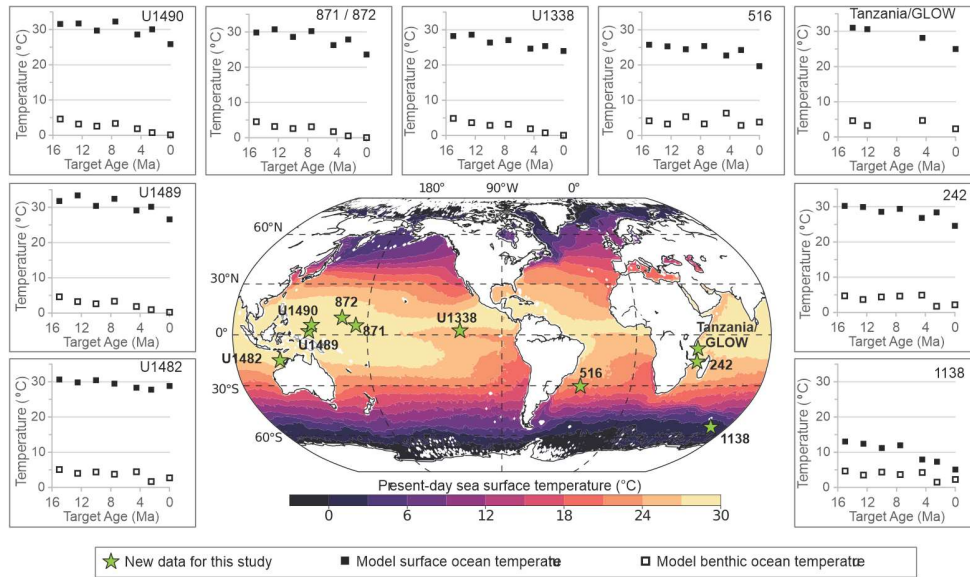 U1490
Temperature (°C)
30
20
10
0
16 12 8 4 0
Target Age (Ma)
871 / 872
Temperature (°C)
30
20
10
0
16 12 8 4 0
Target Age (Ma)
U1338
Temperature (°C)
30
20
10
0
16 12 8 4 0
Target Age (Ma)
516
Temperature (°C)
30
20
10
0
16 12 8 4 0
Target Age (Ma)
Tanzania/GLOW
Temperature (°C)
30
20
10
0
16 12 8 4 0
Target Age (Ma)
U1489
Temperature (°C)
30
20
10
0
16 12 8 4 0
Target Age (Ma)
180° 90°W 0°
60°N
30°N
0°
30°S
60°S
U1490
872
871
U1489
U1482
U1338
516
Tanzania/
GLOW
242
1138
242
Temperature (°C)
30
20
10
0
16 12 8 4 0
Target Age (Ma)
U1482
Temperature (°C)
30
20
10
0
16 12 8 4 0
Target Age (Ma)
1138
Temperature (°C)
30
20
10
0
16 12 8 4 0
Target Age (Ma)
Present-day sea surface temperature (°C)
0 6 12 18 24 30
New data for this study
Model surface ocean temperature
Model benthic ocean temperature